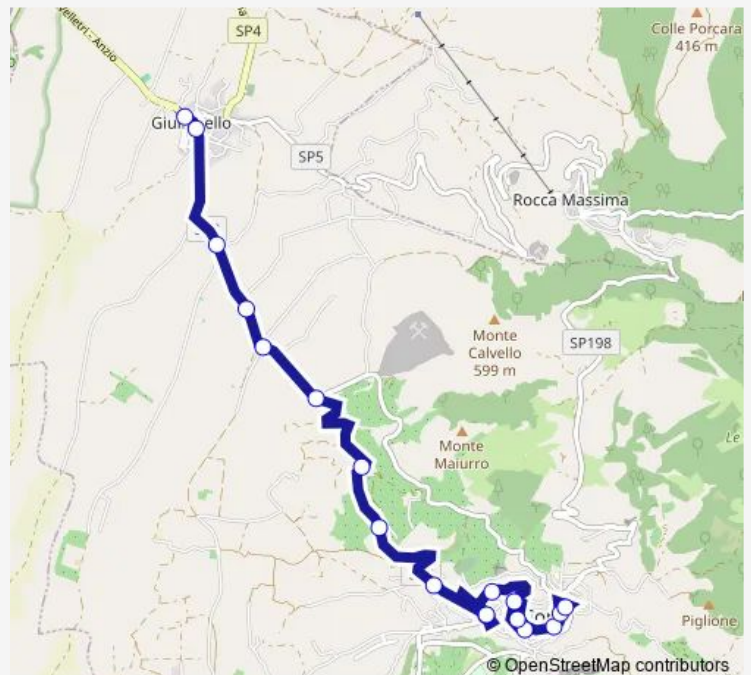 Velletri - Anzio
SP4
Colle Porcara
416 m
SP5
Rocca Massima
Monte
Calvello
599 m
SP198
Monte
Maiurro
Piglione
© OpenStreetMap contributors